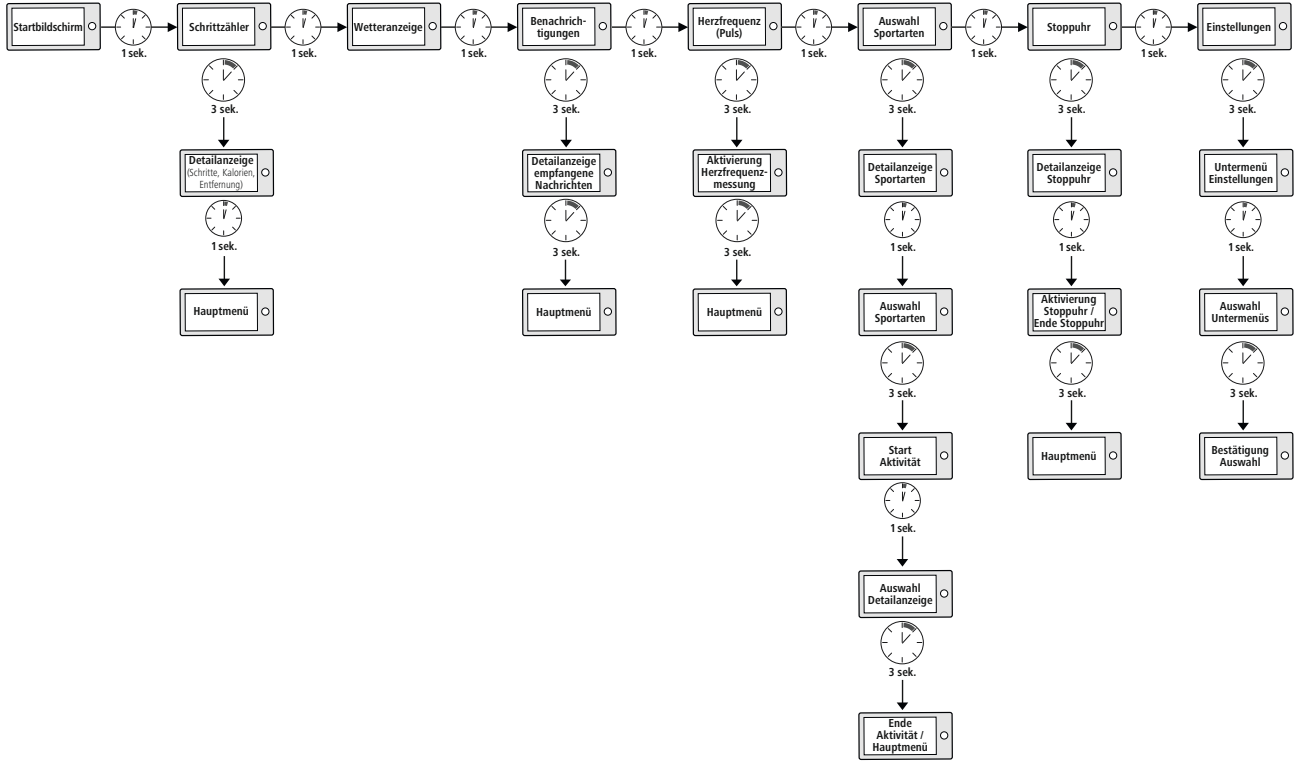 Startbildschirm
Schrittzähler
Wetteranzeige
Benachrich-
tigungen
Herzfrequenz
(Puls)
Auswahl
Sportarten
Stoppuhr
Einstellungen
1 sek.
1 sek.
1 sek.
1 sek.
1 sek.
1 sek.
1 sek.
3 sek.
3 sek.
3 sek.
3 sek.
3 sek.
3 sek.
Detailanzeige
(Schritte, Kalorien,
Entfernung)
Detailanzeige
empfangene
Nachrichten
Aktivierung
Herzfrequenz-
messung
Detailanzeige
Sportarten
Detailanzeige
Stoppuhr
Untermenü
Einstellungen
1 sek.
3 sek.
3 sek.
1 sek.
1 sek.
1 sek.
Hauptmenü
Hauptmenü
Hauptmenü
Auswahl
Sportarten
Aktivierung
Stoppuhr /
Ende Stoppuhr
Auswahl
Untermenüs
3 sek.
3 sek.
3 sek.
Start
Aktivität
Hauptmenü
Bestätigung
Auswahl
1 sek.
Auswahl
Detailanzeige
3 sek.
Ende
Aktivität /
Hauptmenü